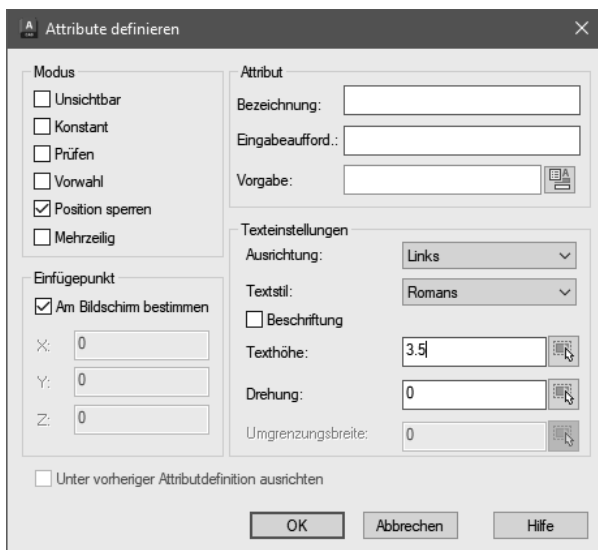 Attribute definieren
Modus
Unsichtbar
Konstant
Prüfen
Vorwahl
Position sperren
Mehrzeilig
Einfügepunkt
Am Bildschirm bestimmen
X: 0
Y: 0
Z: 0
Attribut
Bezeichnung:
Eingabeaufford.:
Vorgabe:
Texteinstellungen
Ausrichtung: Links
Textstil: Romans
Beschriftung
Texthöhe: 3.5
Drehung: 0
Umgrenzungsbreite: 0
Unter vorheriger Attributdefinition ausrichten
OK Abbrechen Hilfe